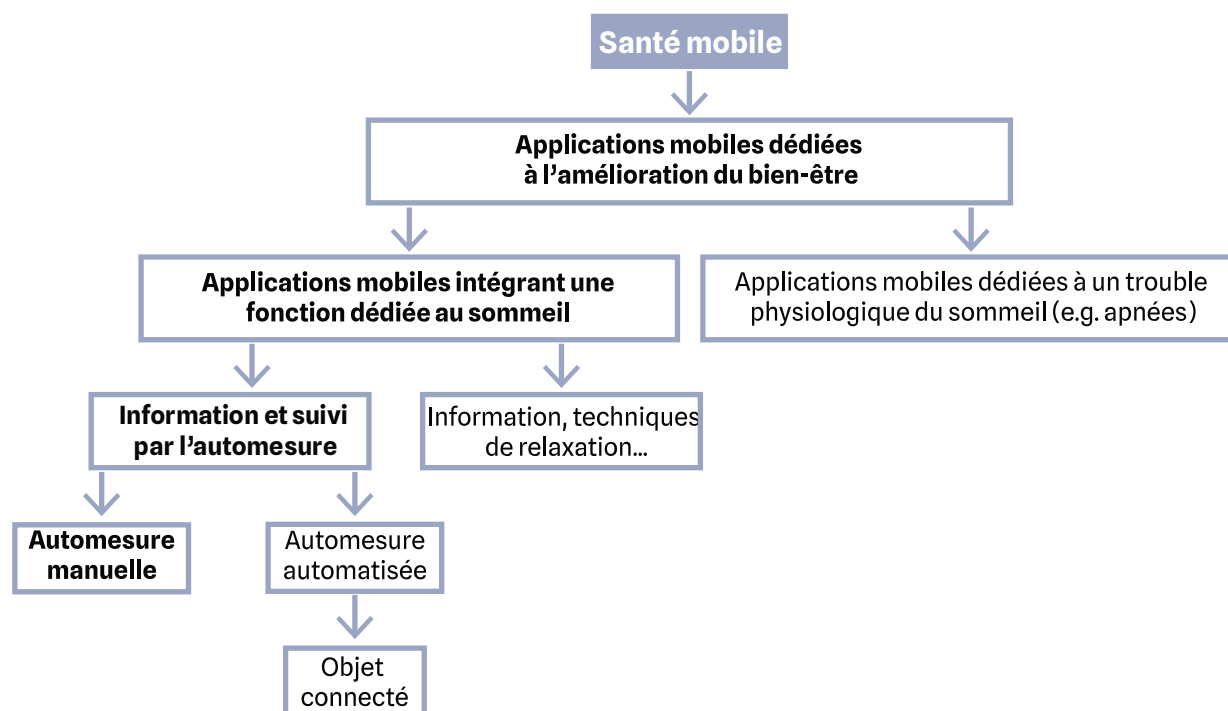 Santé mobile
Applications mobiles dédiées
à l’amélioration du bien-être
Applications mobiles intégrant une
fonction dédiée au sommeil
Applications mobiles dédiées à un trouble
physiologique du sommeil (e.g. apnées)
Information et suivi
par l’automesure
Information, techniques
de relaxation...
Automesure
manuelle
Automesure
automatisée
Objet
connecté